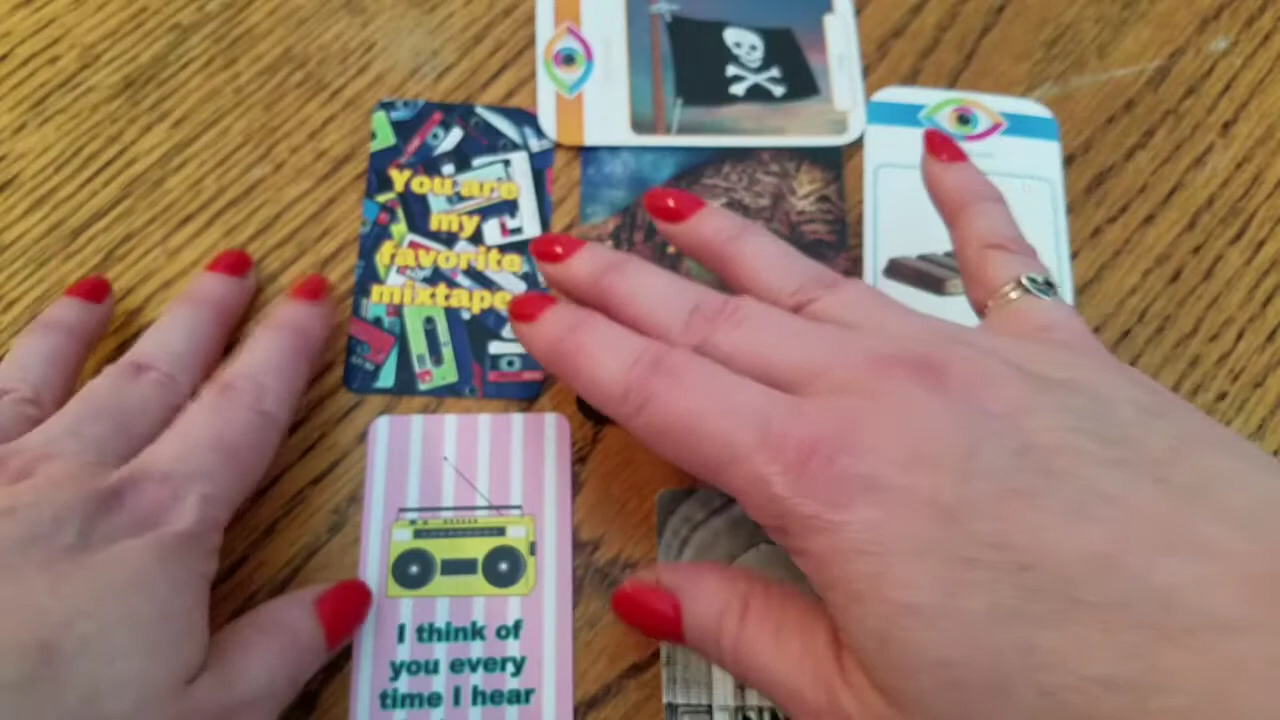 You are
my
favorite
mixtape
I think of
you every
time I hear